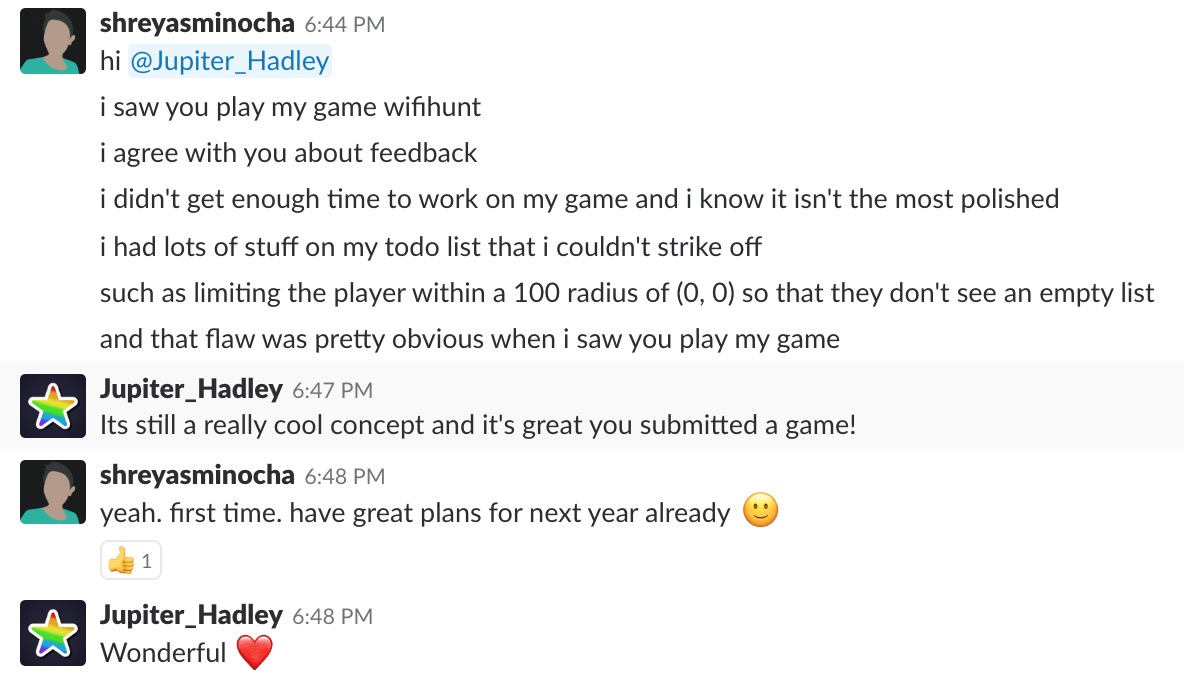 shreyasminocha 6:44 PM
hi @Jupiter_Hadley
i saw you play my game wifihunt
i agree with you about feedback
i didn't get enough time to work on my game and i know it isn't the most polished
i had lots of stuff on my todo list that i couldn't strike off
such as limiting the player within a 100 radius of (0, 0) so that they don't see an empty list
and that flaw was pretty obvious when i saw you play my game
Jupiter_Hadley 6:47 PM
Its still a really cool concept and it's great you submitted a game!
shreyasminocha 6:48 PM
yeah. first time. have great plans for next year already 🙂
👍 1
Jupiter_Hadley 6:48 PM
Wonderful ❤️